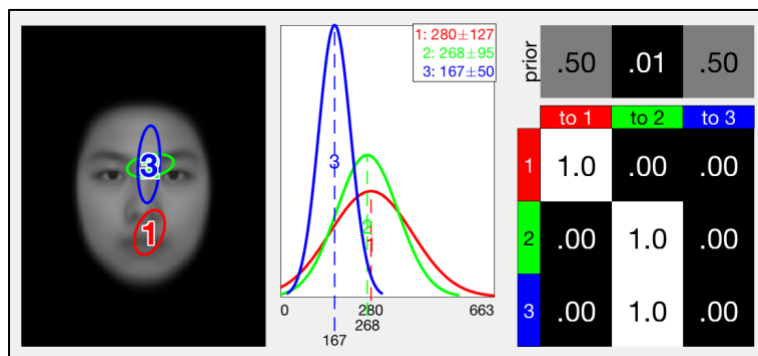 3
1
1: 280±127
2: 268±95
3: 167±50
3
2
1
0 280 663
268
167
prior .50 .01 .50
to 1 to 2 to 3
1 1.0 .00 .00
2 .00 1.0 .00
3 .00 1.0 .00